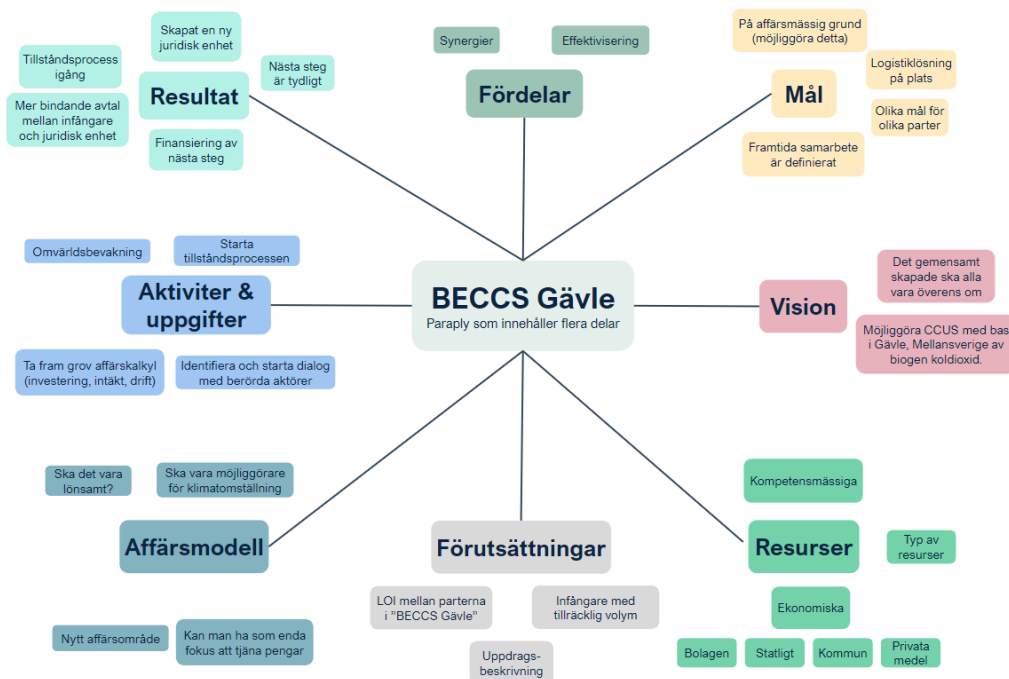 Skapat en ny
juridisk enhet
Tillståndsprocess
igång
Nästa steg
är tydligt
Resultat
Mer bindande avtal
mellan infångare
och juridisk enhet
Finansiering av
nästa steg
Synergier
Effektivisering
Fördelar
På affärsmässig grund
(möjliggöra detta)
Logistiklösning
på plats
Mål
Olika mål för
olika parter
Framtida samarbete
är definierat
Omvärldsbevakning
Starta
tillståndsprocessen
Aktiviter &
uppgifter
Ta fram grov affärskalkyl
(investering, intäkt, drift)
Identifiera och starta dialog
med berörda aktörer
BECCS Gävle
Paraply som innehåller flera delar
Det gemensamt
skapade ska alla
vara överens om
Vision
Möjliggöra CCUS med bas
i Gävle, Mellansverige av
biogen koldioxid.
Ska det vara
lönsamt?
Ska vara möjliggörare
för klimatomställning
Affärsmodell
Nytt affärsområde
Kan man ha som enda
fokus att tjäna pengar
Förutsättningar
LOI mellan parterna
i ”BECCS Gävle”
Infångare med
tillräcklig volym
Uppdrags-
beskrivning
Kompetensmässiga
Resurser
Typ av
resurser
Ekonomiska
Bolagen
Statligt
Kommun
Privata
medel